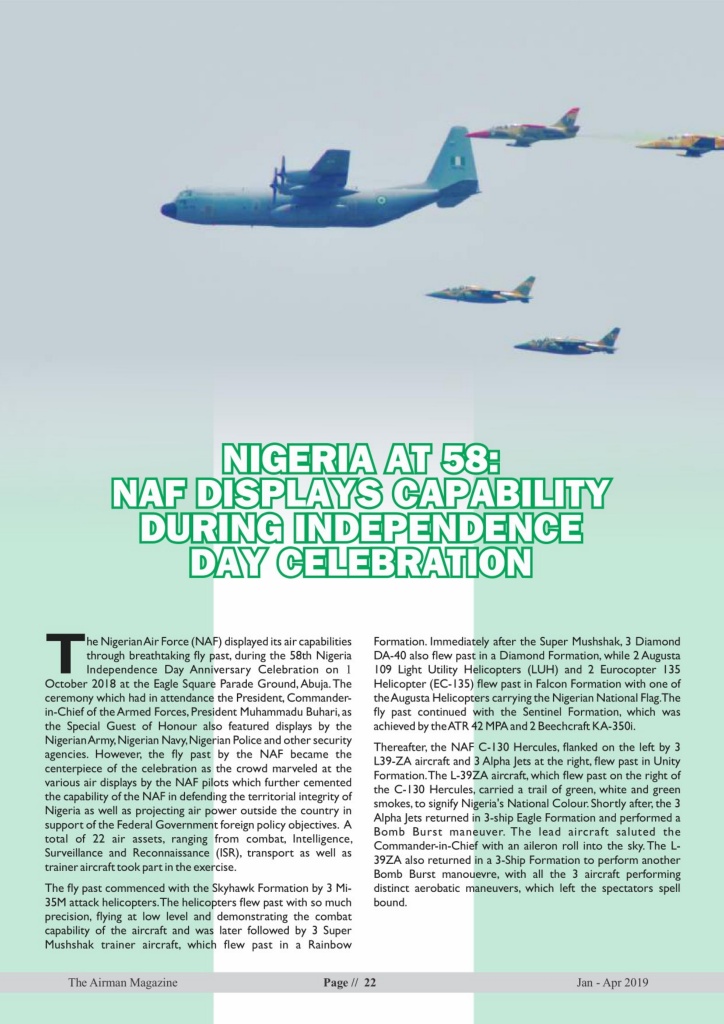 NIGERIA AT 58:
NAF DISPLAYS CAPABILITY
DURING INDEPENDENCE
DAY CELEBRATION
The Nigerian Air Force (NAF) displayed its air capabilities
through breathtaking fly past, during the 58th Nigeria
Independence Day Anniversary Celebration on 1
October 2018 at the Eagle Square Parade Ground, Abuja. The
ceremony which had in attendance the President, Commander-
in-Chief of the Armed Forces, President Muhammadu Buhari, as
the Special Guest of Honour also featured displays by the
Nigerian Army, Nigerian Navy, Nigerian Police and other security
agencies. However, the fly past by the NAF became the
centerpiece of the celebration as the crowd marveled at the
various air displays by the NAF pilots which further cemented
the capability of the NAF in defending the territorial integrity of
Nigeria as well as projecting air power outside the country in
support of the Federal Government foreign policy objectives. A
total of 22 air assets, ranging from combat, Intelligence,
Surveillance and Reconnaissance (ISR), transport as well as
trainer aircraft took part in the exercise.
The fly past commenced with the Skyhawk Formation by 3 Mi-
35M attack helicopters. The helicopters flew past with so much
precision, flying at low level and demonstrating the combat
capability of the aircraft and was later followed by 3 Super
Mushshak trainer aircraft, which flew past in a Rainbow
Formation. Immediately after the Super Mushshak, 3 Diamond
DA-40 also flew past in a Diamond Formation, while 2 Augusta
109 Light Utility Helicopters (LUH) and 2 Eurocopter 135
Helicopter (EC-135) flew past in Falcon Formation with one of
the Augusta Helicopters carrying the Nigerian National Flag. The
fly past continued with the Sentinel Formation, which was
achieved by the ATR 42 MPA and 2 Beechcraft KA-350i.
Thereafter, the NAF C-130 Hercules, flanked on the left by 3
L39-ZA aircraft and 3 Alpha Jets at the right, flew past in Unity
Formation. The L-39ZA aircraft, which flew past on the right of
the C-130 Hercules, carried a trail of green, white and green
smokes, to signify Nigeria's National Colour. Shortly after, the 3
Alpha Jets returned in 3-ship Eagle Formation and performed a
Bomb Burst maneuver. The lead aircraft saluted the
Commander-in-Chief with an aileron roll into the sky. The L-
39ZA also returned in a 3-Ship Formation to perform another
Bomb Burst manouevre, with all the 3 aircraft performing
distinct aerobatic maneuvers, which left the spectators spell
bound.
The Airman Magazine
Page // 22
Jan - Apr 2019